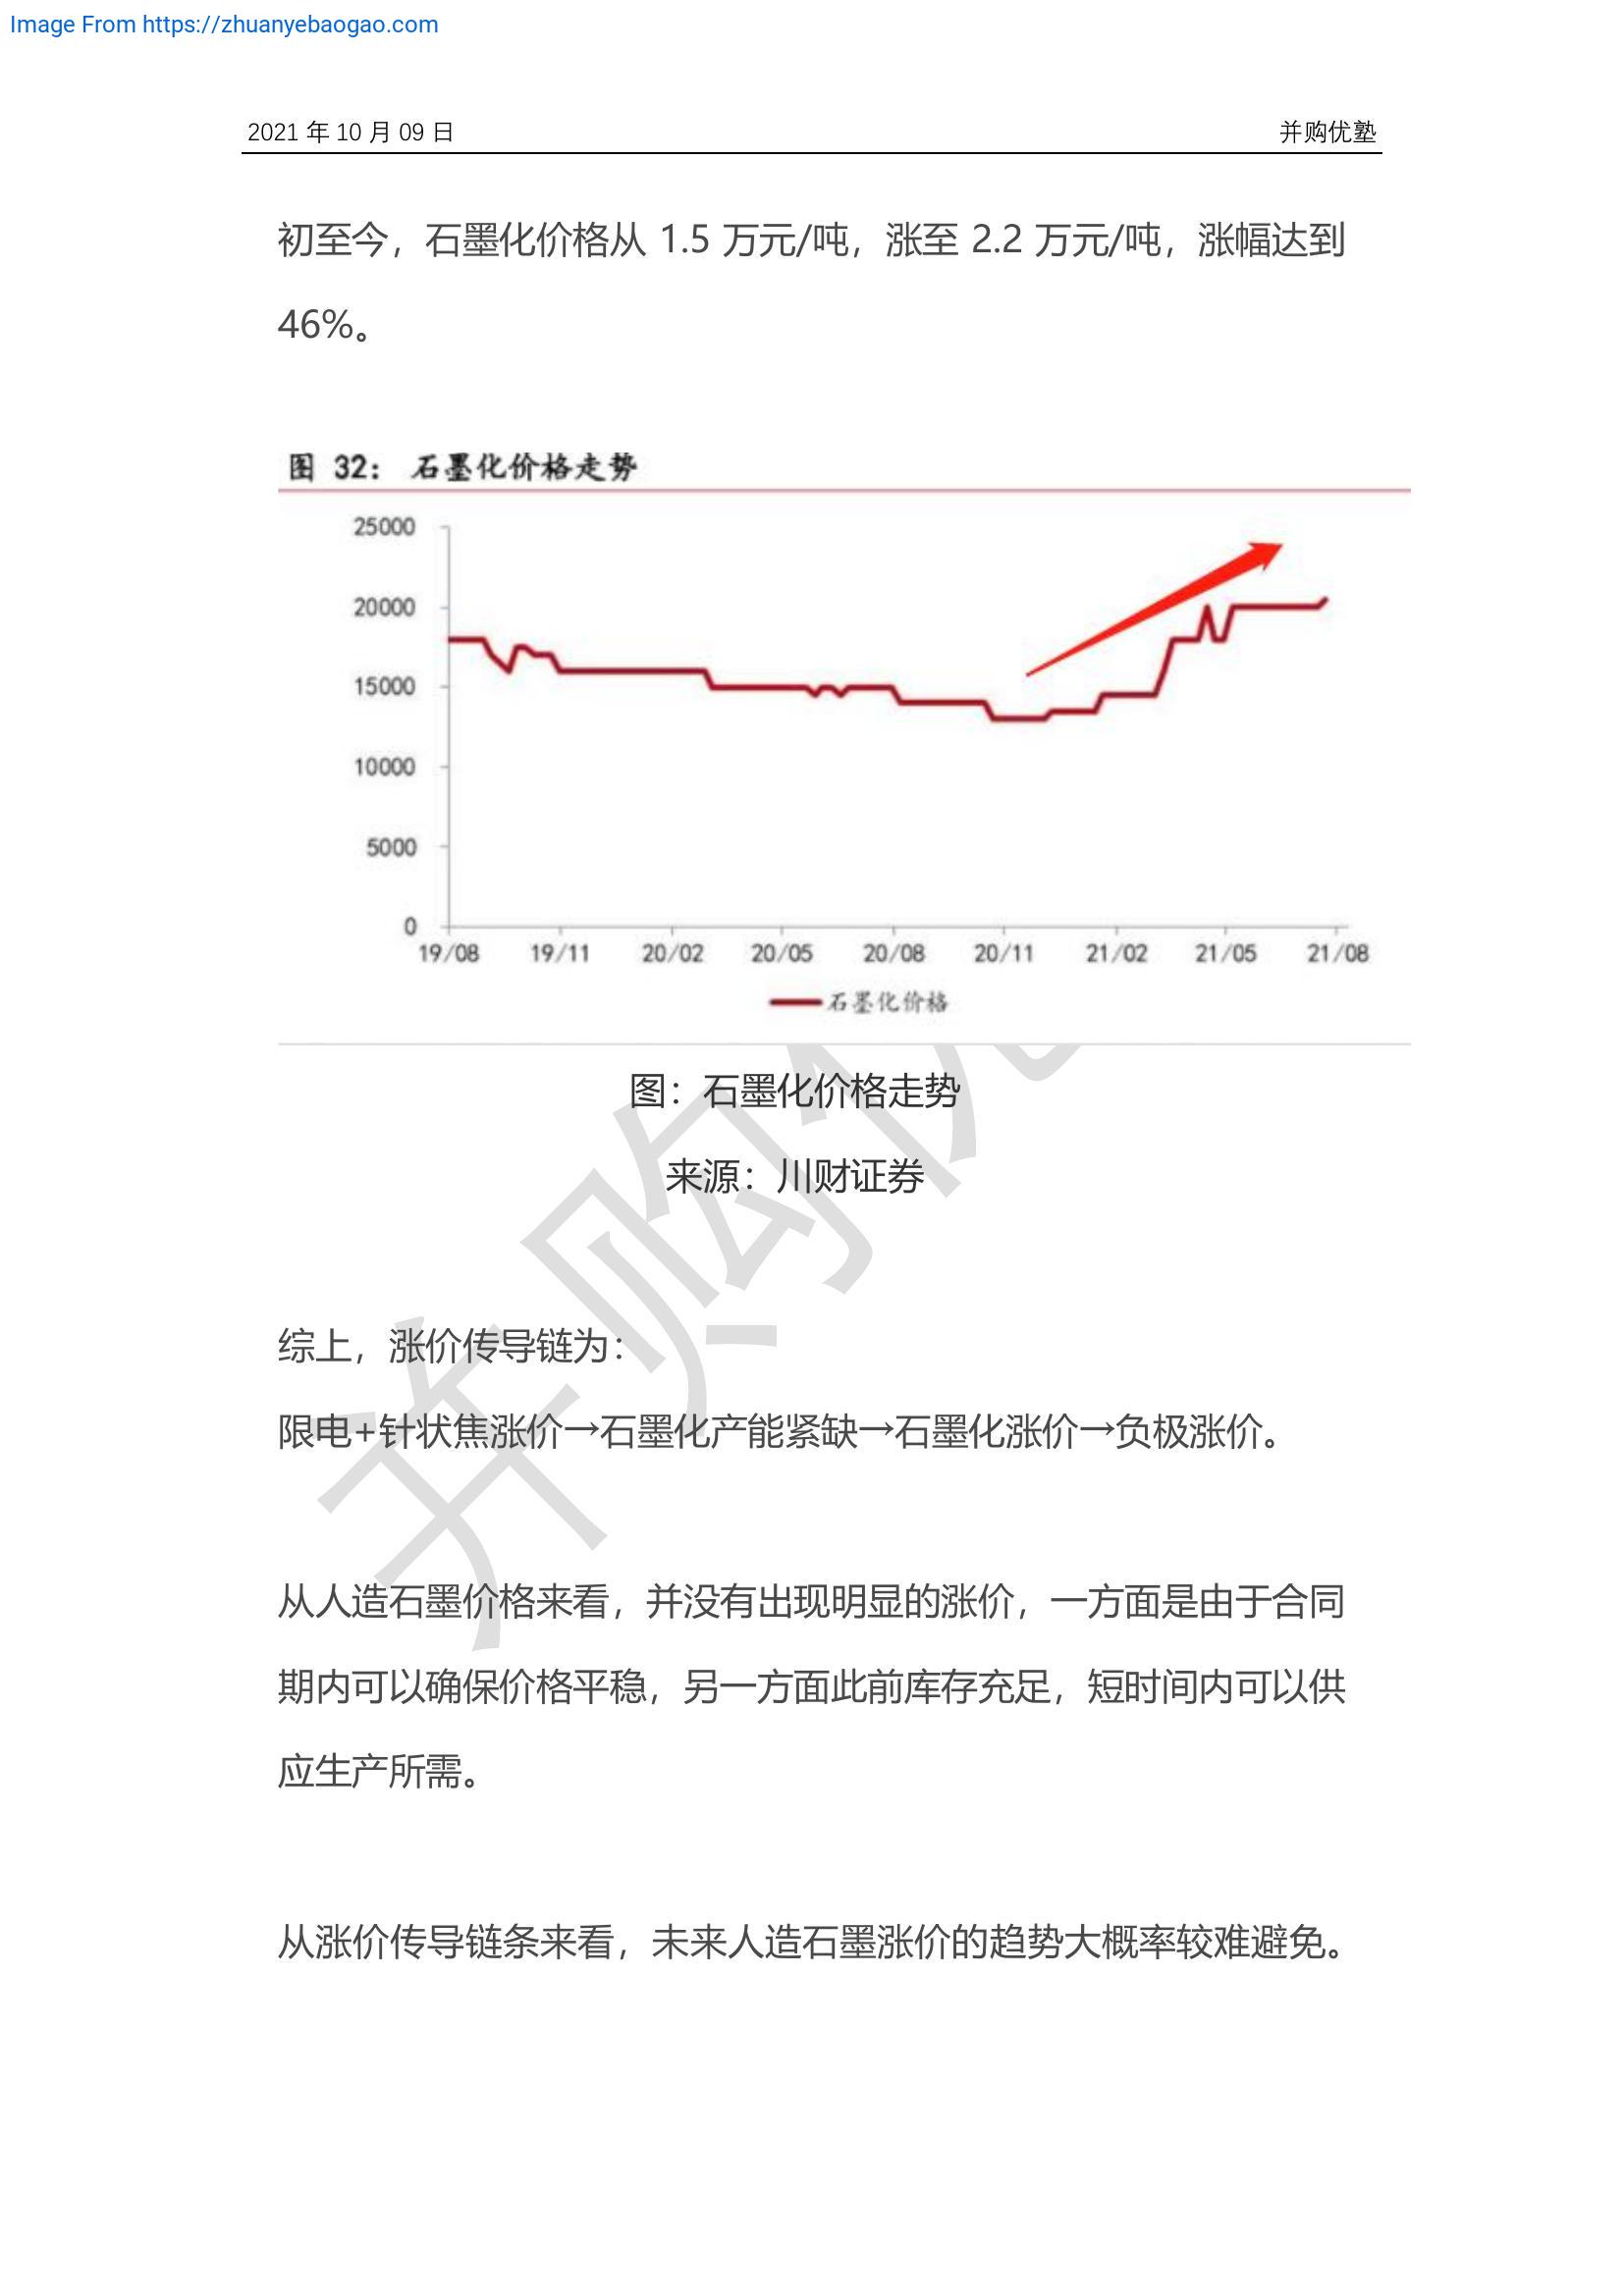 Image From https://zhuanyebaogao.com
2021 年 10 月 09 日 并购优塾
初至今，石墨化价格从 1.5 万元/吨，涨至 2.2 万元/吨，涨幅达到
46%。
图 32： 石墨化价格走势
25000
20000
15000
10000
5000
0
19/08 19/11 20/02 20/05 20/08 20/11 21/02 21/05 21/08
石墨化价格
图：石墨化价格走势
来源：川财证券
综上，涨价传导链为：
限电+针状焦涨价→石墨化产能紧缺→石墨化涨价→负极涨价。
从人造石墨价格来看，并没有出现明显的涨价，一方面是由于合同
期内可以确保价格平稳，另一方面此前库存充足，短时间内可以供
应生产所需。
从涨价传导链条来看，未来人造石墨涨价的趋势大概率较难避免。
并购优